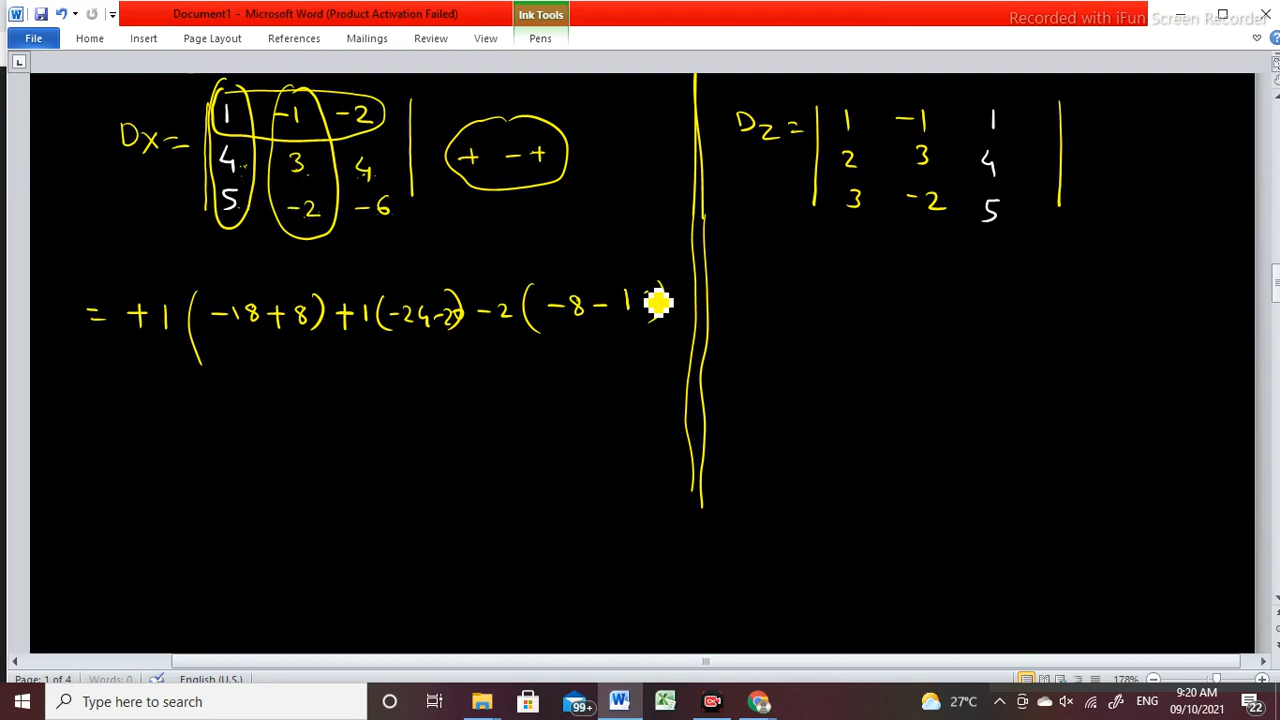 Document1 - Microsoft Word (Product Activation Failed)
Ink Tools
Recorded with iFun Screen Recorder
File Home Insert Page Layout References Mailings Review View Pens
Dx= | 1 -1 -2 | + - +
4 3 4
5 -2 -6
= +1 ( -18+8) +1(-24-20) -2 ( -8-1
Dz= | 1 -1 1 |
2 3 4
3 -2 5
Page: 1 of 4 Words: 0 English (U.S.) 178%
Type here to search
99+
27°C
ENG
9:20 AM
09/10/2021
22